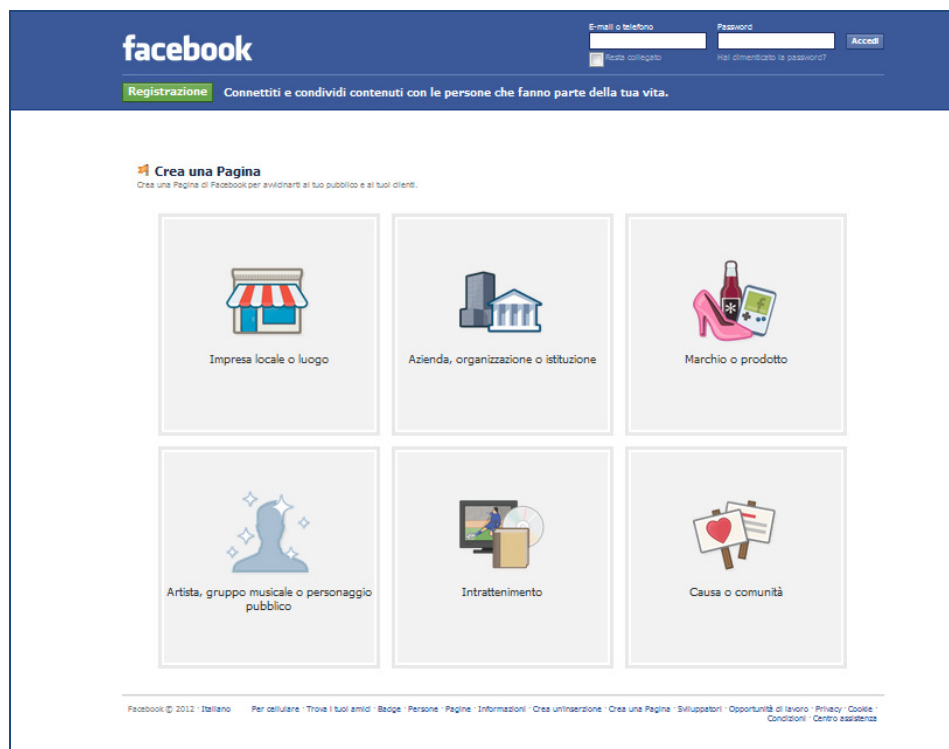 facebook
E-mail o telefono
Password
Accedi
Resta collegato
Hai dimenticato la password?
Registrazione
Connettiti e condividi contenuti con le persone che fanno parte della tua vita.
Crea una Pagina
Crea una Pagina di Facebook per avvicinarti al tuo pubblico e ai tuoi clienti.
Impresa locale o luogo
Azienda, organizzazione o istituzione
Marchio o prodotto
Artista, gruppo musicale o personaggio
pubblico
Intrattenimento
Causa o comunità
Facebook © 2012 · Italiano
Per cellulare · Trova i tuoi amici · Badge · Persone · Pagine · Informazioni · Crea un'inserzione · Crea una Pagina · Sviluppatori · Opportunità di lavoro · Privacy · Cookie ·
Condizioni · Centro assistenza